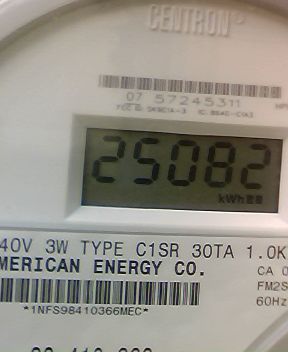 CENTRON®
07 57245311
25082
kWh
40V 3W TYPE C1SR 30TA 1.0K
MERICAN ENERGY CO.
CA 0
FM2S
60Hz
*1NFS98410366MEC*